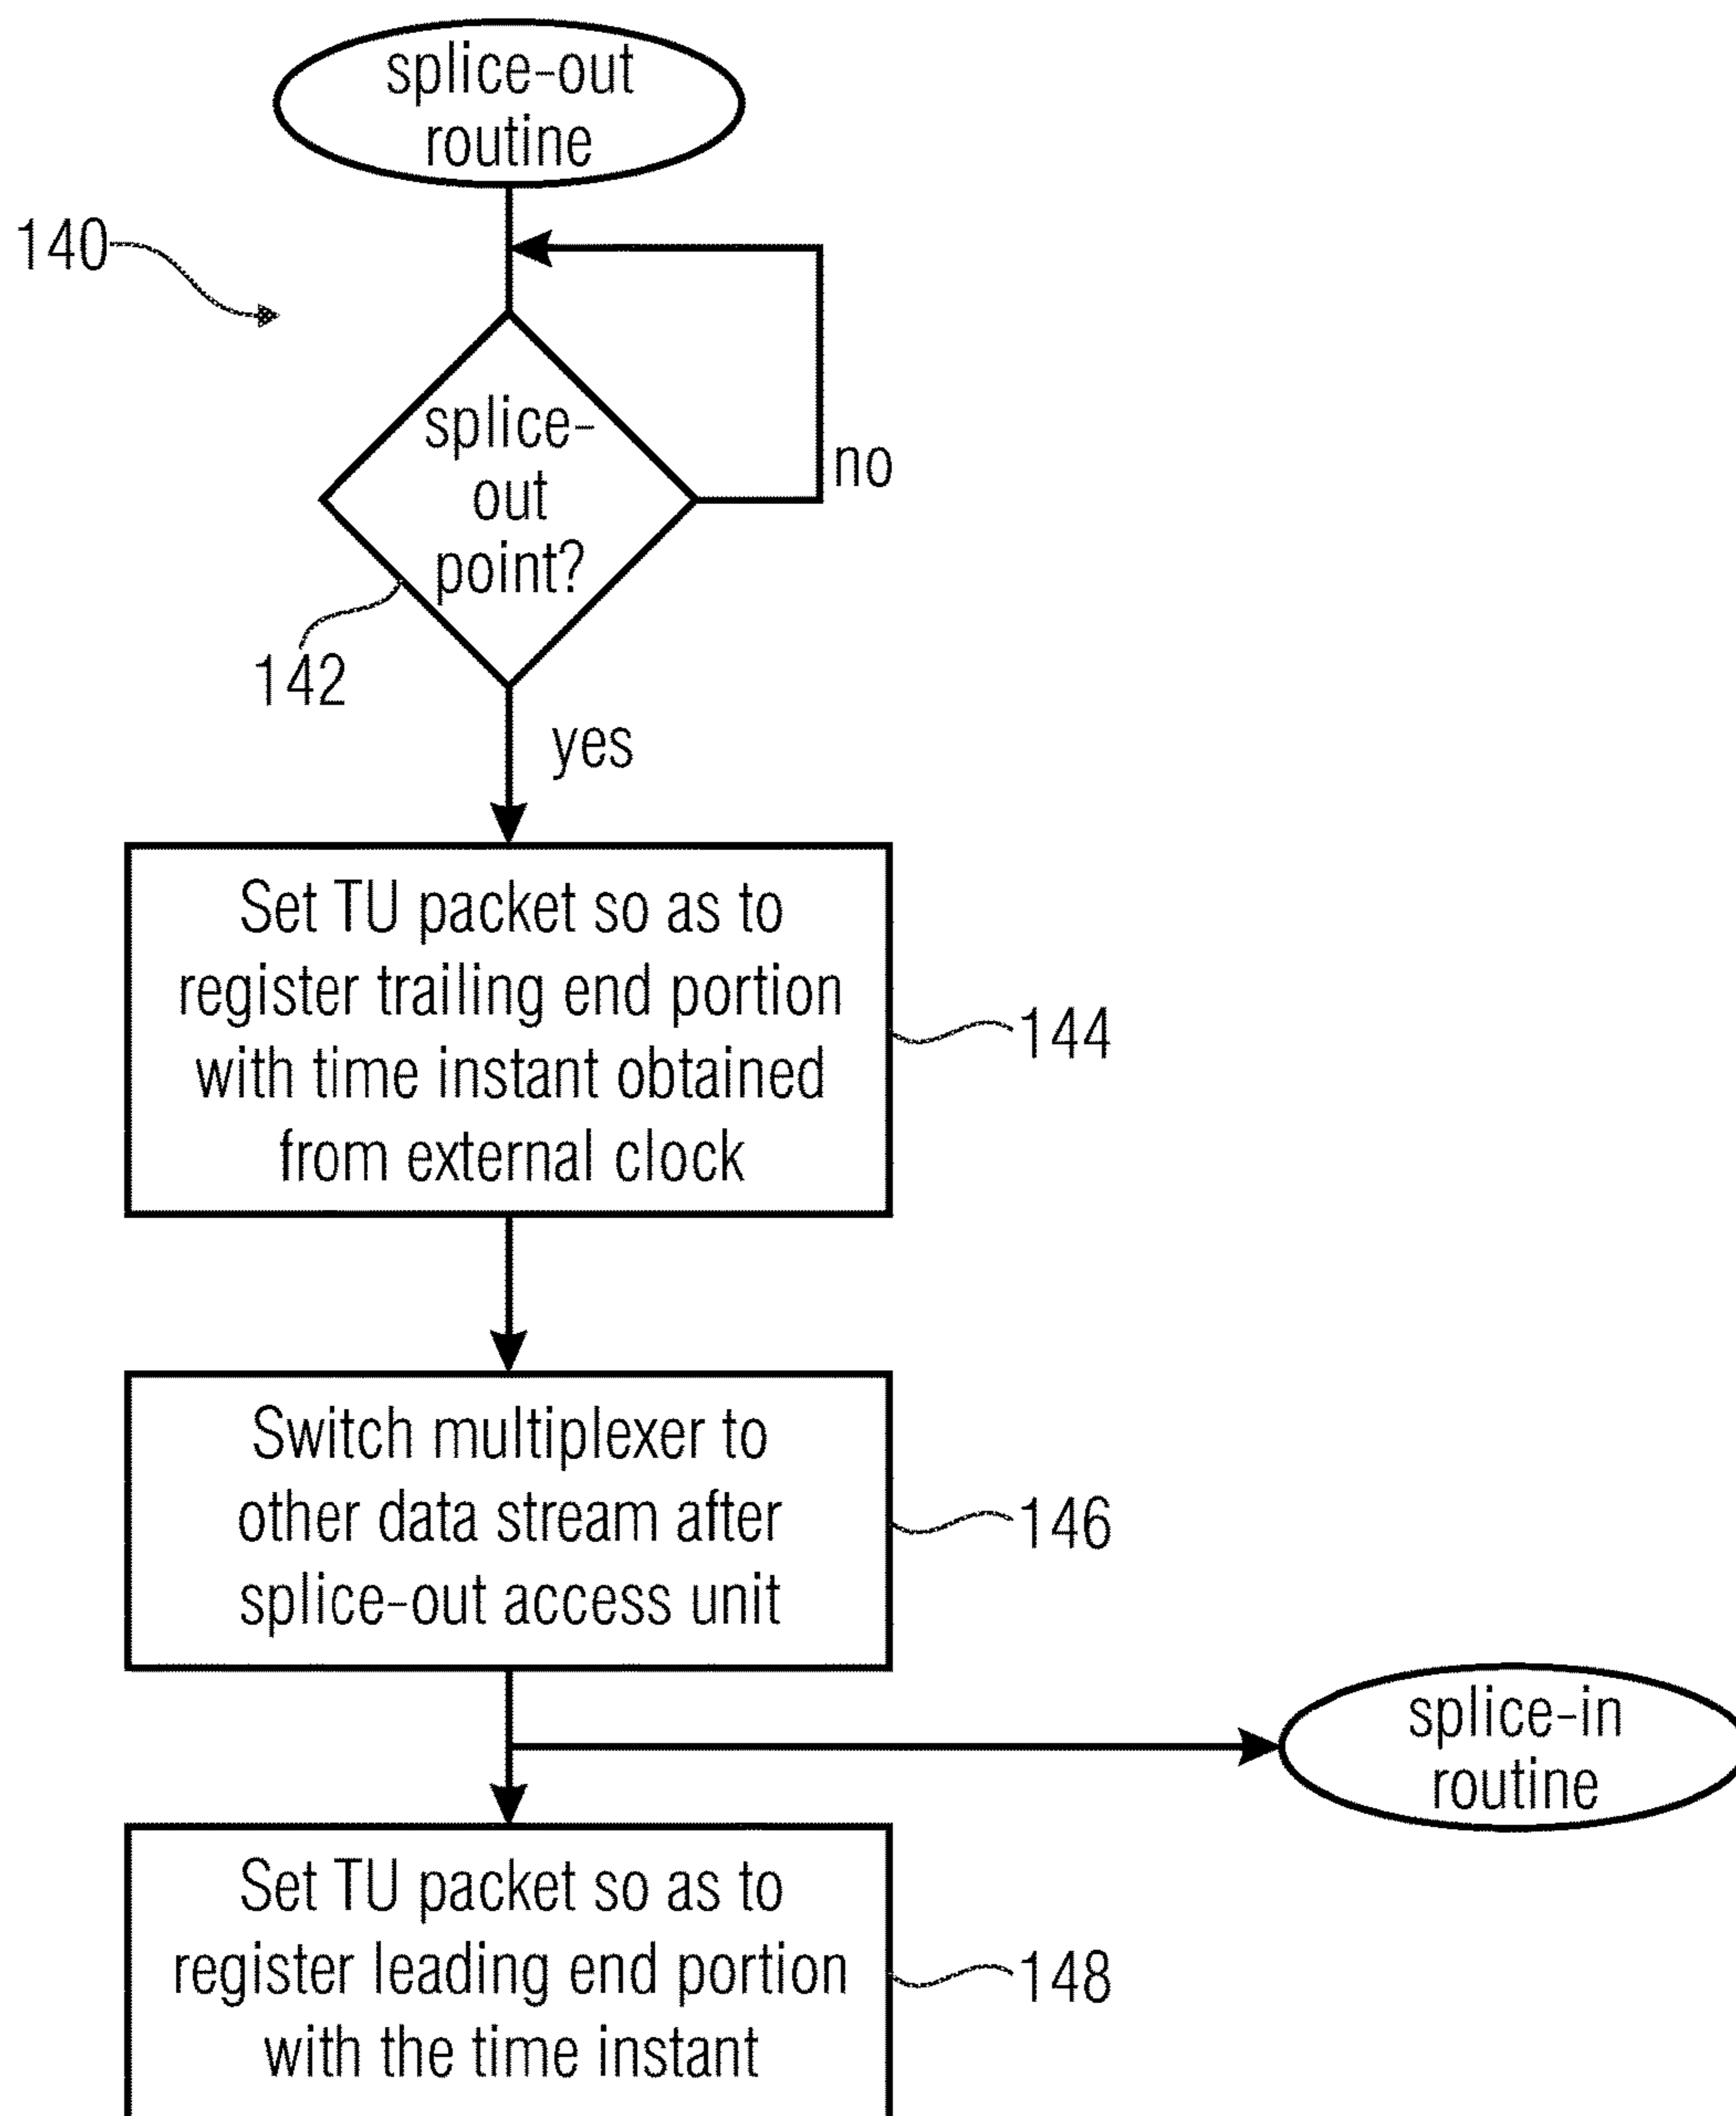 splice-out
routine
140
splice-
out
point?
no
142
yes
Set TU packet so as to
register trailing end portion
with time instant obtained
from external clock
144
Switch multiplexer to
other data stream after
splice-out access unit
146
splice-in
routine
Set TU packet so as to
register leading end portion
with the time instant
148